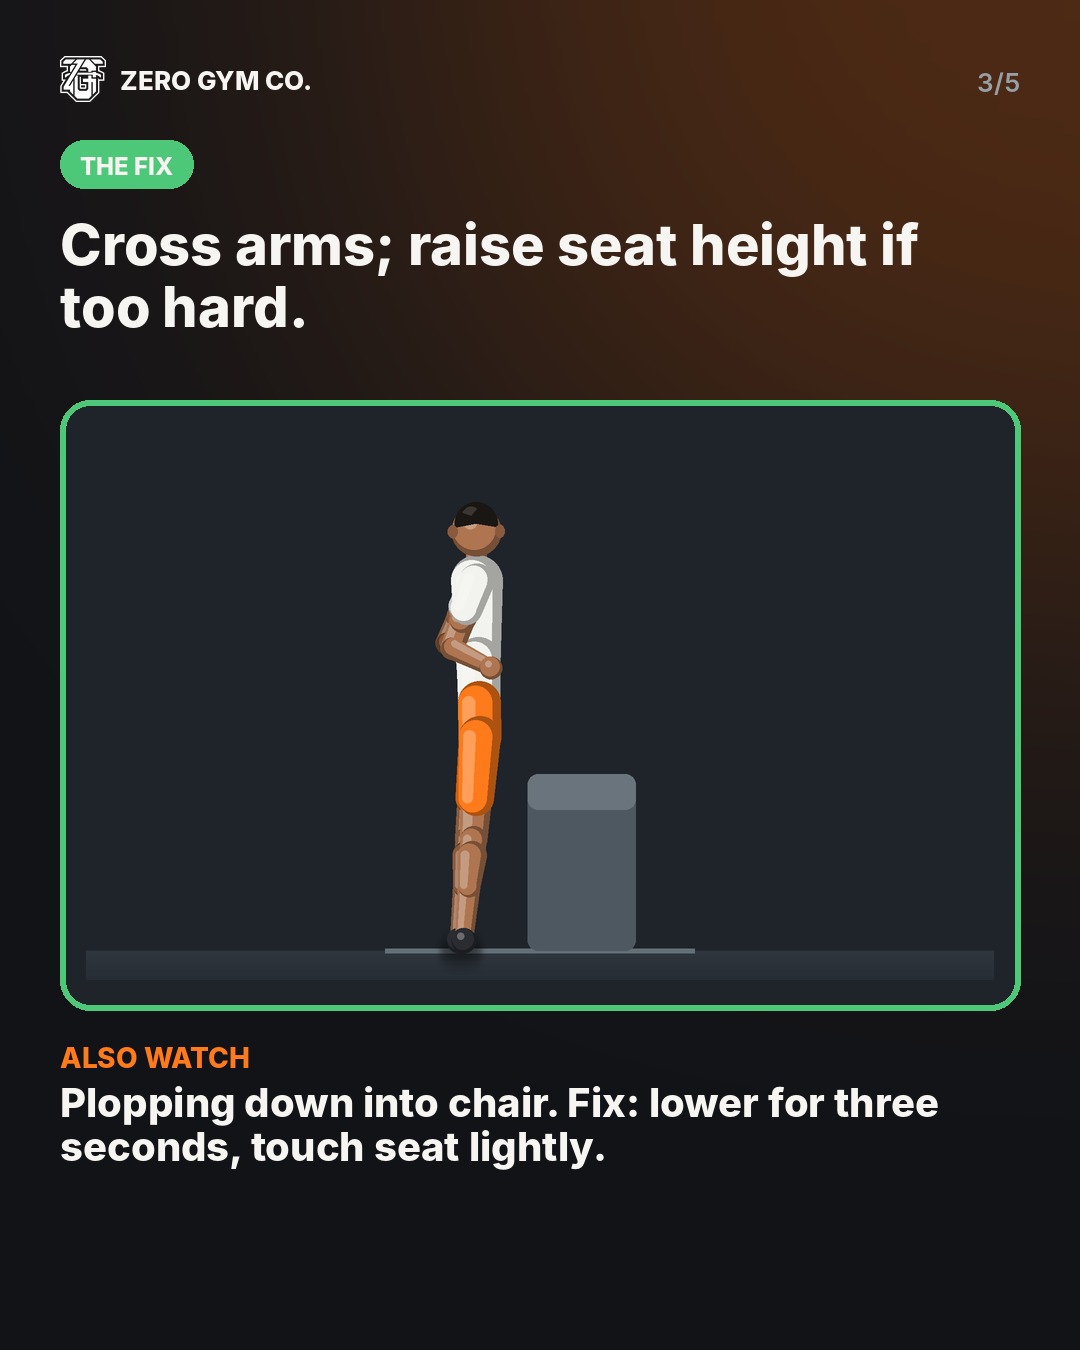 ZERO GYM CO.
3/5
THE FIX
Cross arms; raise seat height if
too hard.
ALSO WATCH
Plopping down into chair. Fix: lower for three
seconds, touch seat lightly.